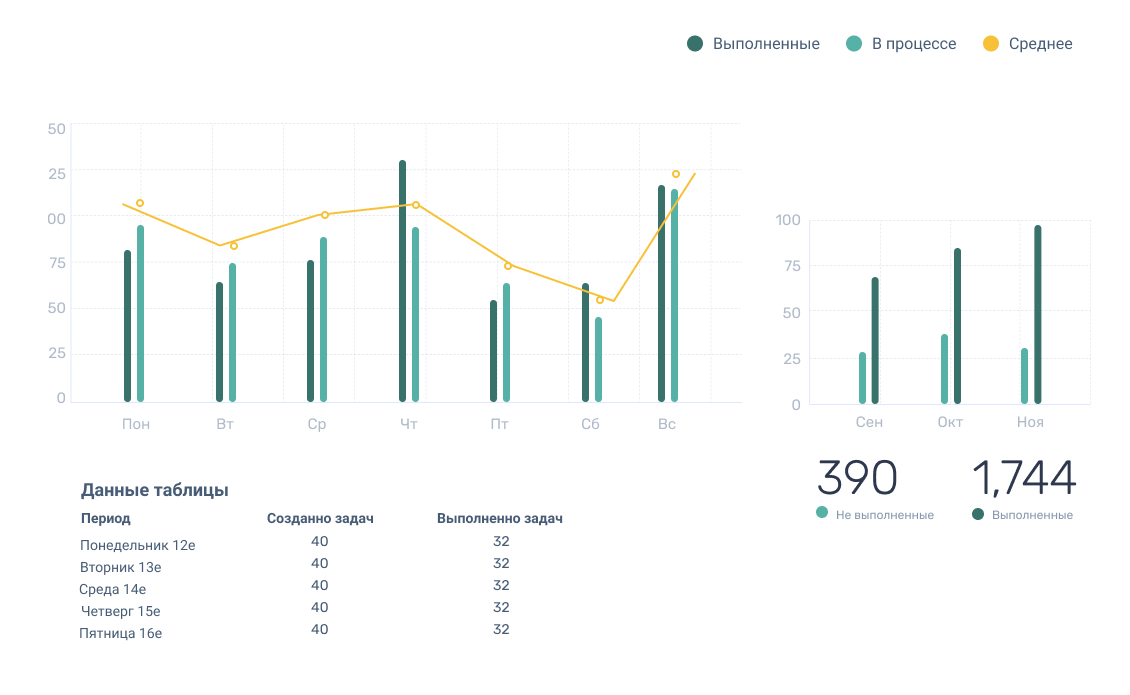 Выполненные В процессе Среднее
50
25
00
75
50
25
0
Пон Вт Ср Чт Пт Сб Вс
100
75
50
25
0
Сен Окт Ноя
390 1,744
Не выполненные Выполненные
Данные таблицы
Период Созданно задач Выполненно задач
Понедельник 12е 40 32
Вторник 13е 40 32
Среда 14е 40 32
Четверг 15е 40 32
Пятница 16е 40 32